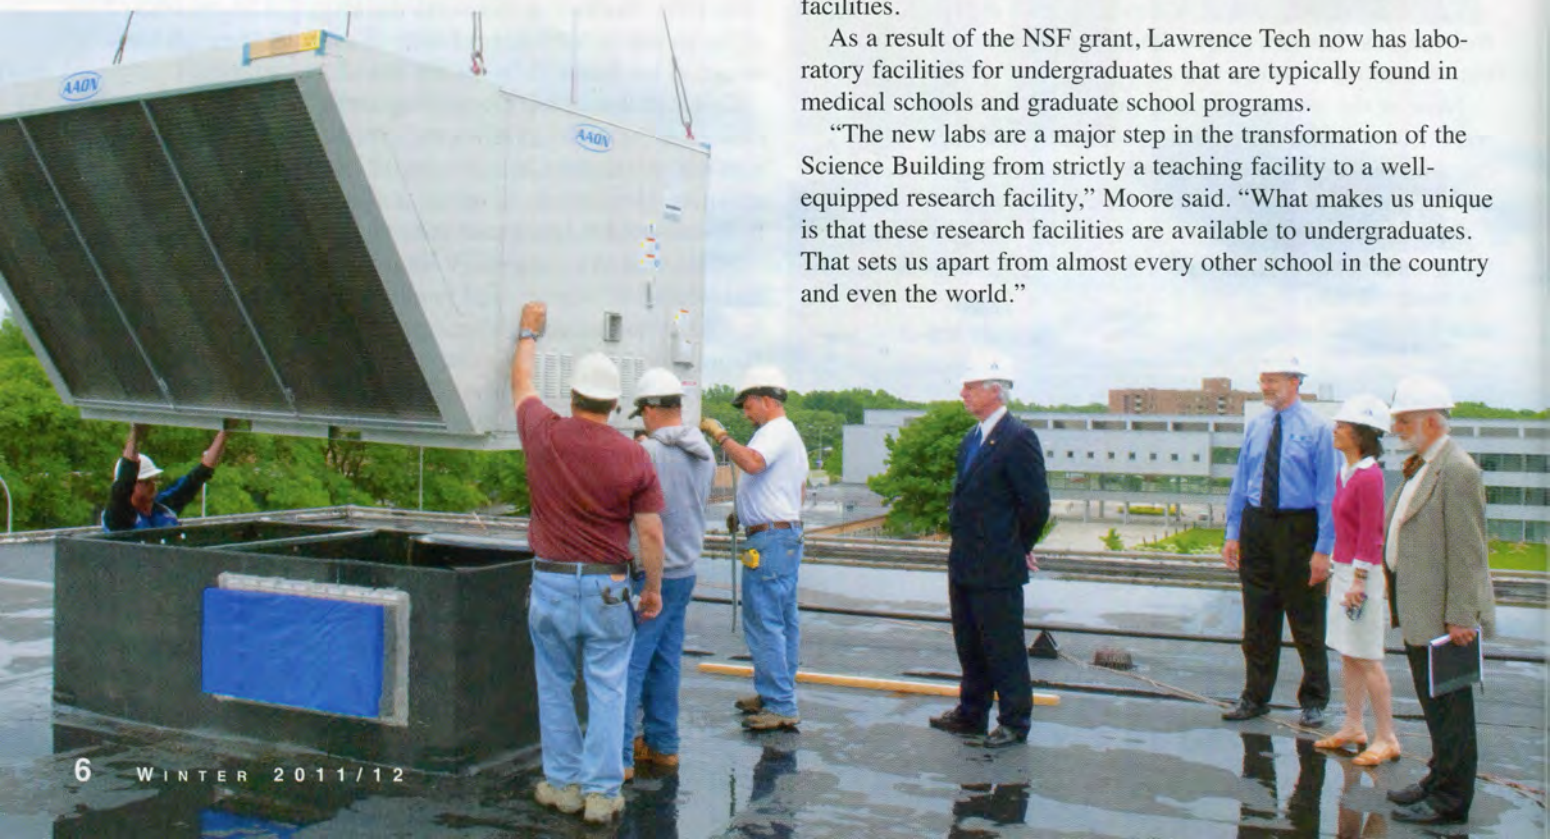 facilities.
As a result of the NSF grant, Lawrence Tech now has labo-
ratory facilities for undergraduates that are typically found in
medical schools and graduate school programs.
“The new labs are a major step in the transformation of the
Science Building from strictly a teaching facility to a well-
equipped research facility,” Moore said. “What makes us unique
is that these research facilities are available to undergraduates.
That sets us apart from almost every other school in the country
and even the world.”
AAON
AAON
6 WINTER 2011/12